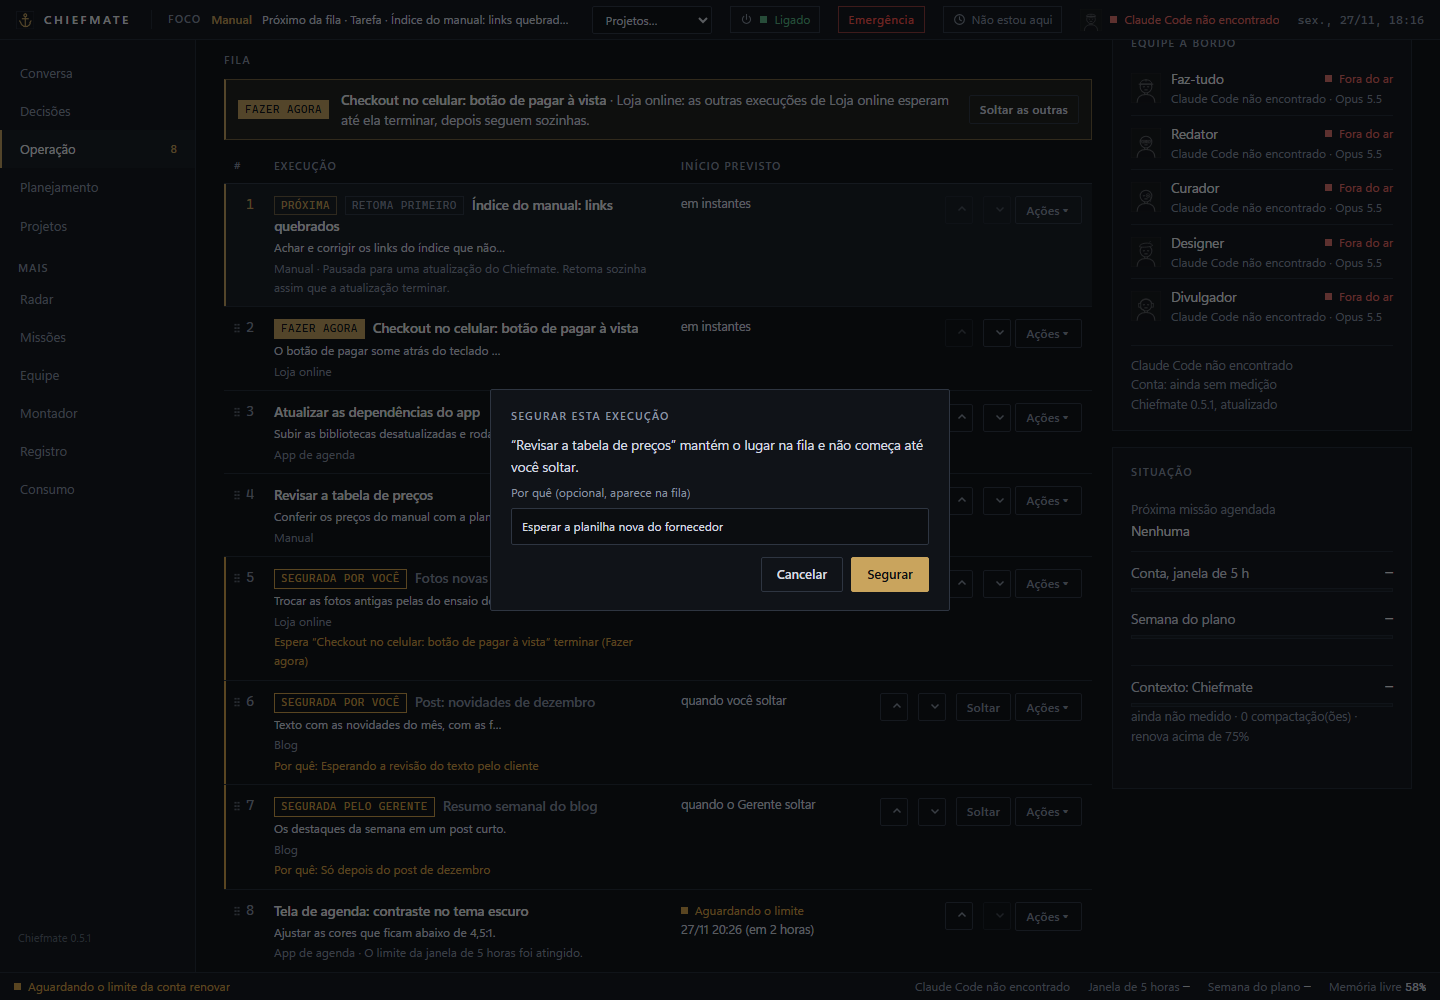 CHIEFMATE
FOCO Manual Próximo da fila · Tarefa · Índice do manual: links quebrad...
Projetos...
Ligado
Emergência
Não estou aqui
Claude Code não encontrado
sex., 27/11, 18:16
Conversa
Decisões
Operação 8
Planejamento
Projetos
MAIS
Radar
Missões
Equipe
Montador
Registro
Consumo
Chiefmate 0.5.1
FILA
FAZER AGORA
Checkout no celular: botão de pagar à vista · Loja online: as outras execuções de Loja online esperam
até ela terminar, depois seguem sozinhas.
Soltar as outras
# EXECUÇÃO INÍCIO PREVISTO
1 PRÓXIMA RETOMA PRIMEIRO Índice do manual: links
quebrados
Achar e corrigir os links do índice que não...
Manual · Pausada para uma atualização do Chiefmate. Retoma sozinha
assim que a atualização terminar.
em instantes
Ações
2 FAZER AGORA Checkout no celular: botão de pagar à vista
O botão de pagar some atrás do teclado ...
Loja online
em instantes
Ações
3 Atualizar as dependências do app
Subir as bibliotecas desatualizadas e roda
App de agenda
Ações
4 Revisar a tabela de preços
Conferir os preços do manual com a plan
Manual
Ações
5 SEGURADA POR VOCÊ Fotos novas
Trocar as fotos antigas pelas do ensaio d
Loja online
Espera "Checkout no celular: botão de pagar à vista" terminar (Fazer
agora)
Ações
6 SEGURADA POR VOCÊ Post: novidades de dezembro
Texto com as novidades do mês, com as f...
Blog
Por quê: Esperando a revisão do texto pelo cliente
quando você soltar
Soltar
Ações
7 SEGURADA PELO GERENTE Resumo semanal do blog
Os destaques da semana em um post curto.
Blog
Por quê: Só depois do post de dezembro
quando o Gerente soltar
Soltar
Ações
8 Tela de agenda: contraste no tema escuro
Ajustar as cores que ficam abaixo de 4,5:1.
App de agenda · O limite da janela de 5 horas foi atingido.
Aguardando o limite
27/11 20:26 (em 2 horas)
Ações
SEGURAR ESTA EXECUÇÃO
“Revisar a tabela de preços” mantém o lugar na fila e não começa até
você soltar.
Por quê (opcional, aparece na fila)
Esperar a planilha nova do fornecedor
Cancelar
Segurar
EQUIPE A BORDO
Faz-tudo Fora do ar
Claude Code não encontrado · Opus 5.5
Redator Fora do ar
Claude Code não encontrado · Opus 5.5
Curador Fora do ar
Claude Code não encontrado · Opus 5.5
Designer Fora do ar
Claude Code não encontrado · Opus 5.5
Divulgador Fora do ar
Claude Code não encontrado · Opus 5.5
Claude Code não encontrado
Conta: ainda sem medição
Chiefmate 0.5.1, atualizado
SITUAÇÃO
Próxima missão agendada
Nenhuma
Conta, janela de 5 h –
Semana do plano –
Contexto: Chiefmate –
ainda não medido · 0 compactação(ões) ·
renova acima de 75%
Aguardando o limite da conta renovar
Claude Code não encontrado
Janela de 5 horas –
Semana do plano –
Memória livre 58%